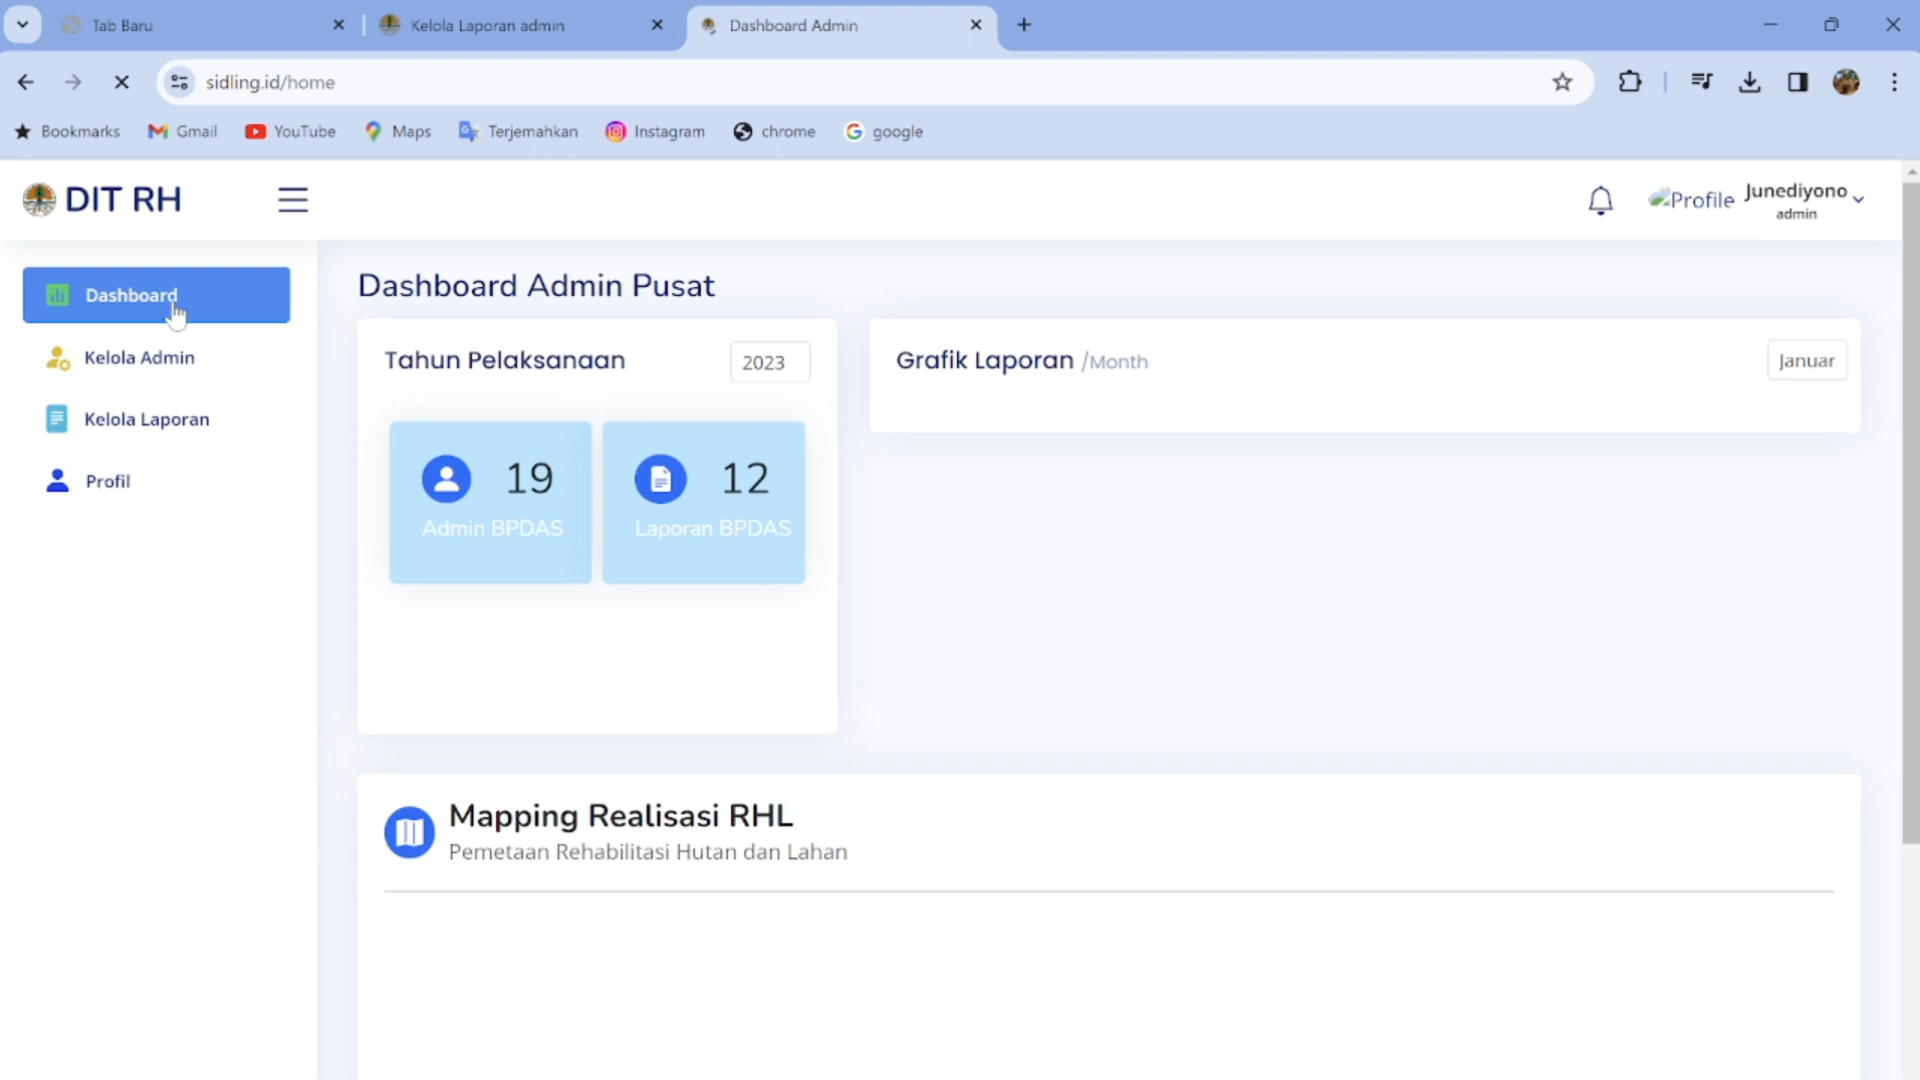 Tab Baru
Kelola Laporan admin
Dashboard Admin
sidling.id/home
Bookmarks
Gmail
YouTube
Maps
Terjemahkan
Instagram
chrome
google
DIT RH
Profile
Junediyono
admin
Dashboard
Kelola Admin
Kelola Laporan
Profil
Dashboard Admin Pusat
Tahun Pelaksanaan
2023
19
Admin BPDAS
12
Laporan BPDAS
Grafik Laporan /Month
Januar
Mapping Realisasi RHL
Pemetaan Rehabilitasi Hutan dan Lahan